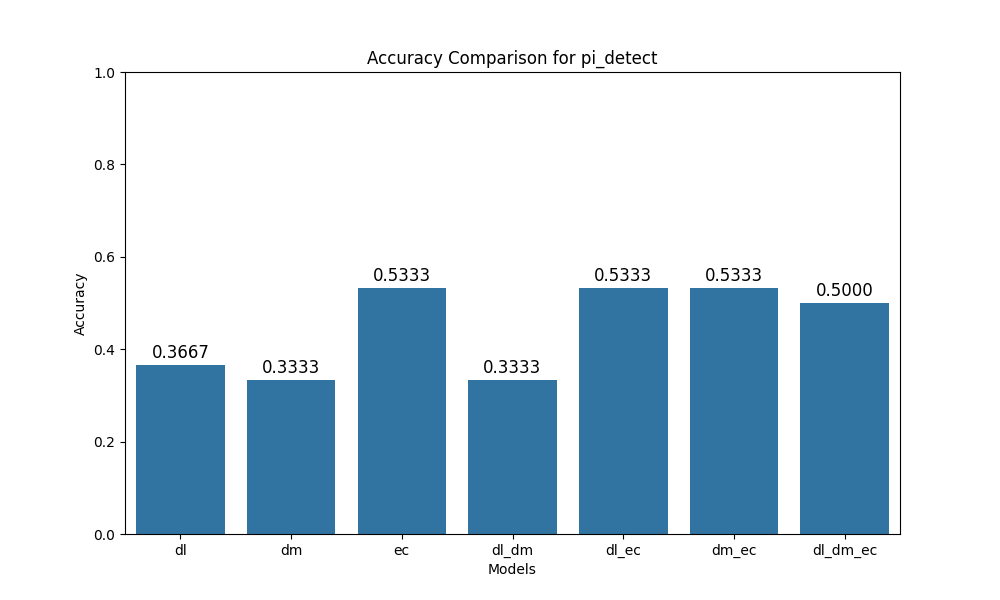 Accuracy Comparison for pi_detect
1.0
0.8
0.6
0.4
0.2
0.0
Accuracy
0.3667
0.3333
0.5333
0.3333
0.5333
0.5333
0.5000
dl
dm
ec
dl_dm
dl_ec
dm_ec
dl_dm_ec
Models